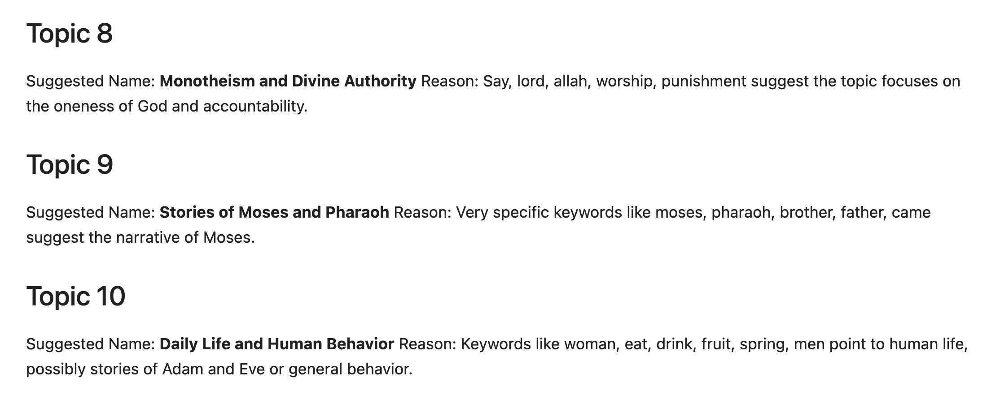 Topic 8
Suggested Name: Monotheism and Divine Authority Reason: Say, lord, allah, worship, punishment suggest the topic focuses on
the oneness of God and accountability.
Topic 9
Suggested Name: Stories of Moses and Pharaoh Reason: Very specific keywords like moses, pharaoh, brother, father, came
suggest the narrative of Moses.
Topic 10
Suggested Name: Daily Life and Human Behavior Reason: Keywords like woman, eat, drink, fruit, spring, men point to human life,
possibly stories of Adam and Eve or general behavior.